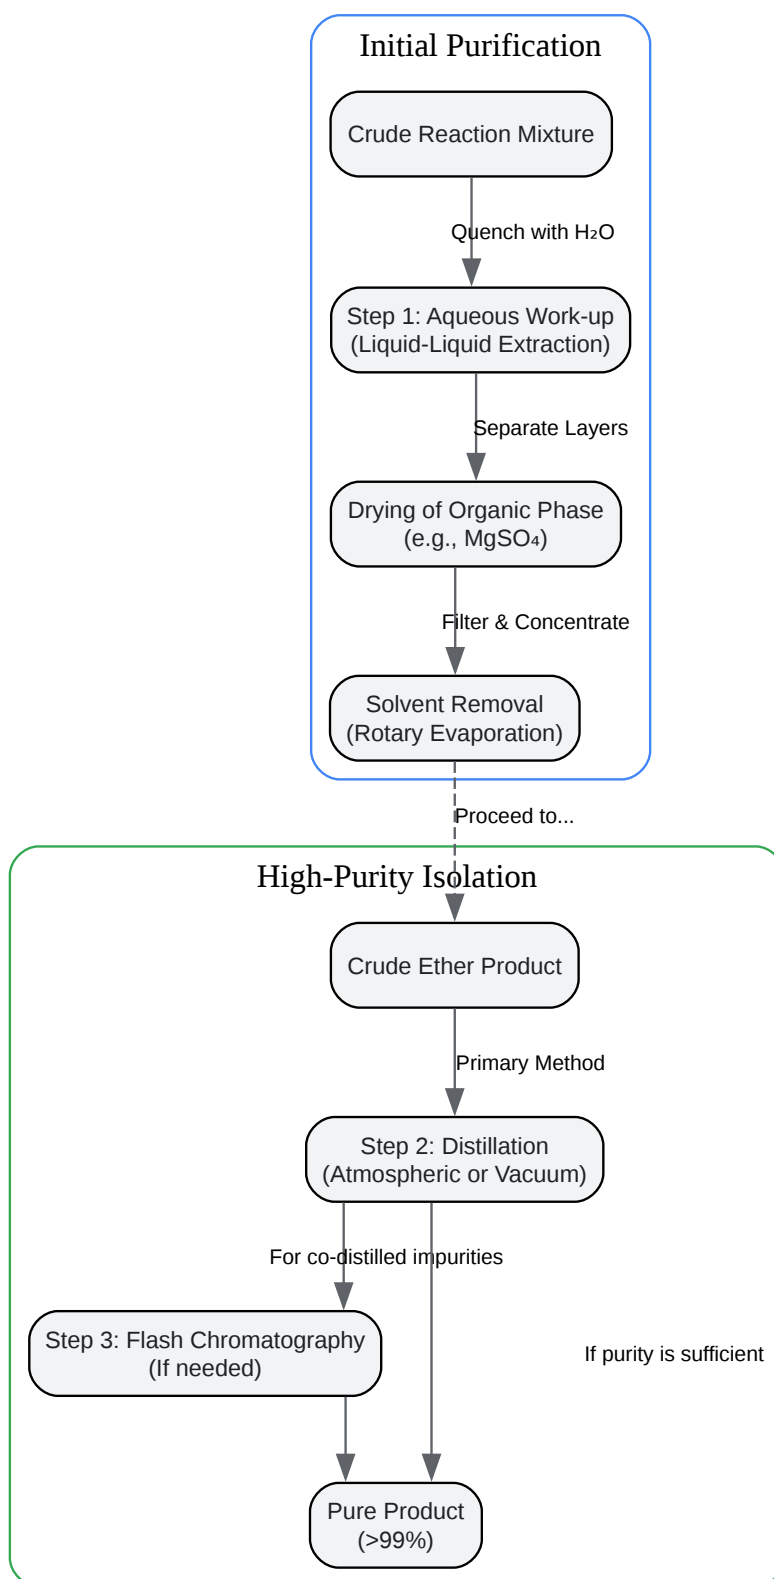 Initial Purification
Crude Reaction Mixture
Quench with H₂O
Step 1: Aqueous Work-up
(Liquid-Liquid Extraction)
Separate Layers
Drying of Organic Phase
(e.g., MgSO₄)
Filter & Concentrate
Solvent Removal
(Rotary Evaporation)
Proceed to...
High-Purity Isolation
Crude Ether Product
Primary Method
Step 2: Distillation
(Atmospheric or Vacuum)
For co-distilled impurities
Step 3: Flash Chromatography
(If needed)
If purity is sufficient
Pure Product
(>99%)